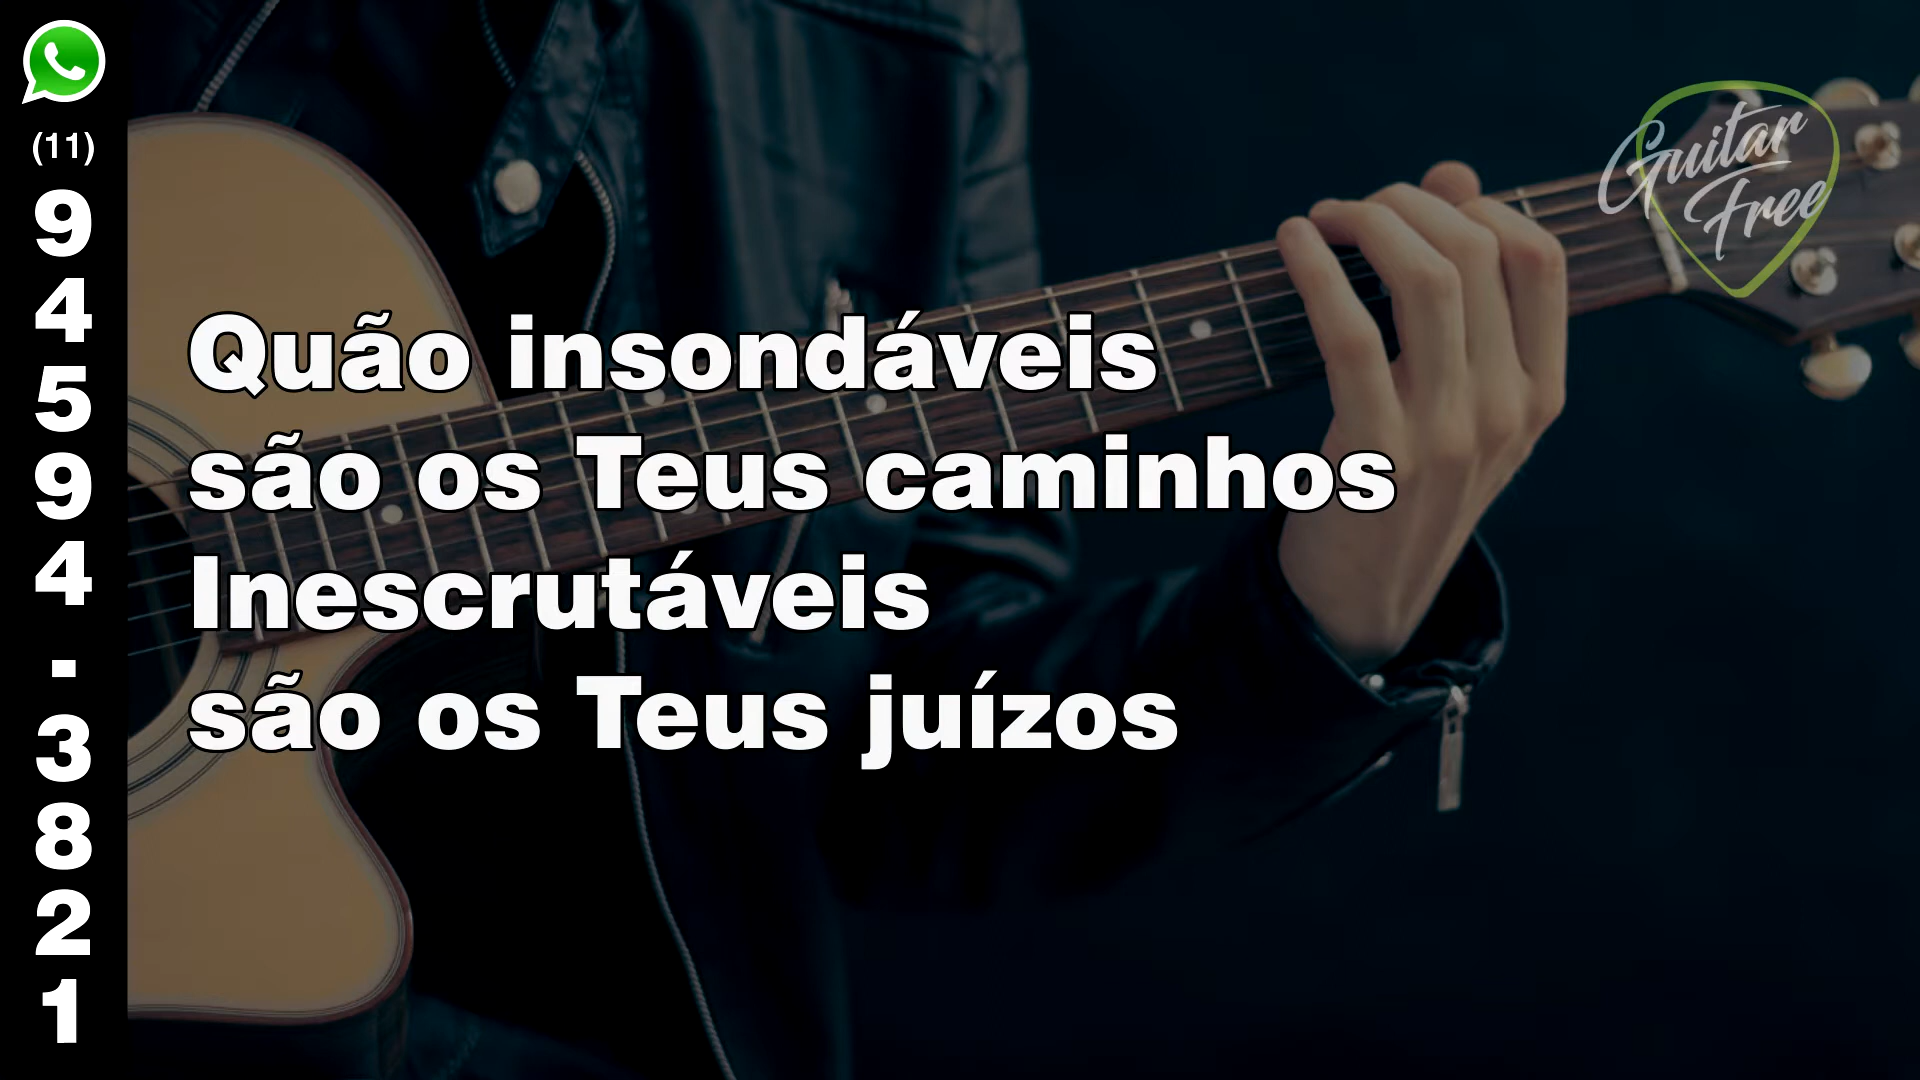 (11)
9
4
5
9
4
-
3
8
2
1
Guitar
Free
Quão insondáveis
são os Teus caminhos
Inescrutáveis
são os Teus juízos